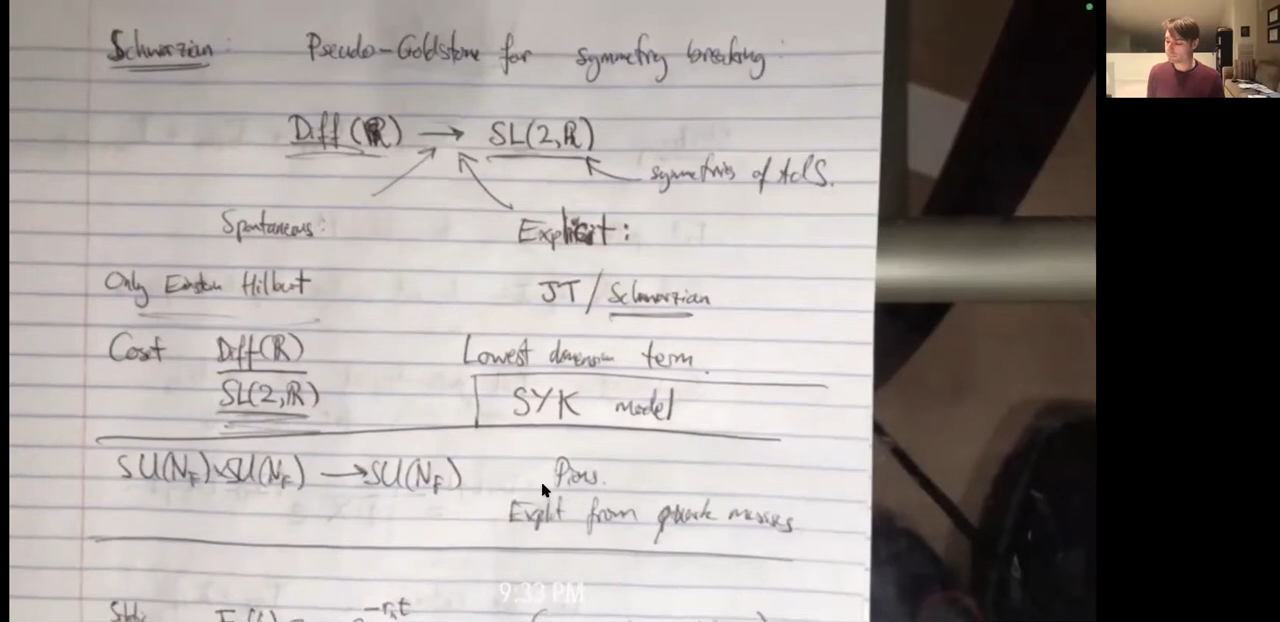 Schwarzian: Pseudo-Goldstone for symmetry breaking:
Diff(R) → SL(2,R)
symmetries of AdS.
Spontaneous: Explicit:
Only Einstein Hilbert JT/Schwarzian
Coset Diff(R) Lowest dimension term.
SL(2,R) SYK model
SU(N_F)×SU(N_F) → SU(N_F) Pions.
Explit from quark masses
9:33 PM
-r_st